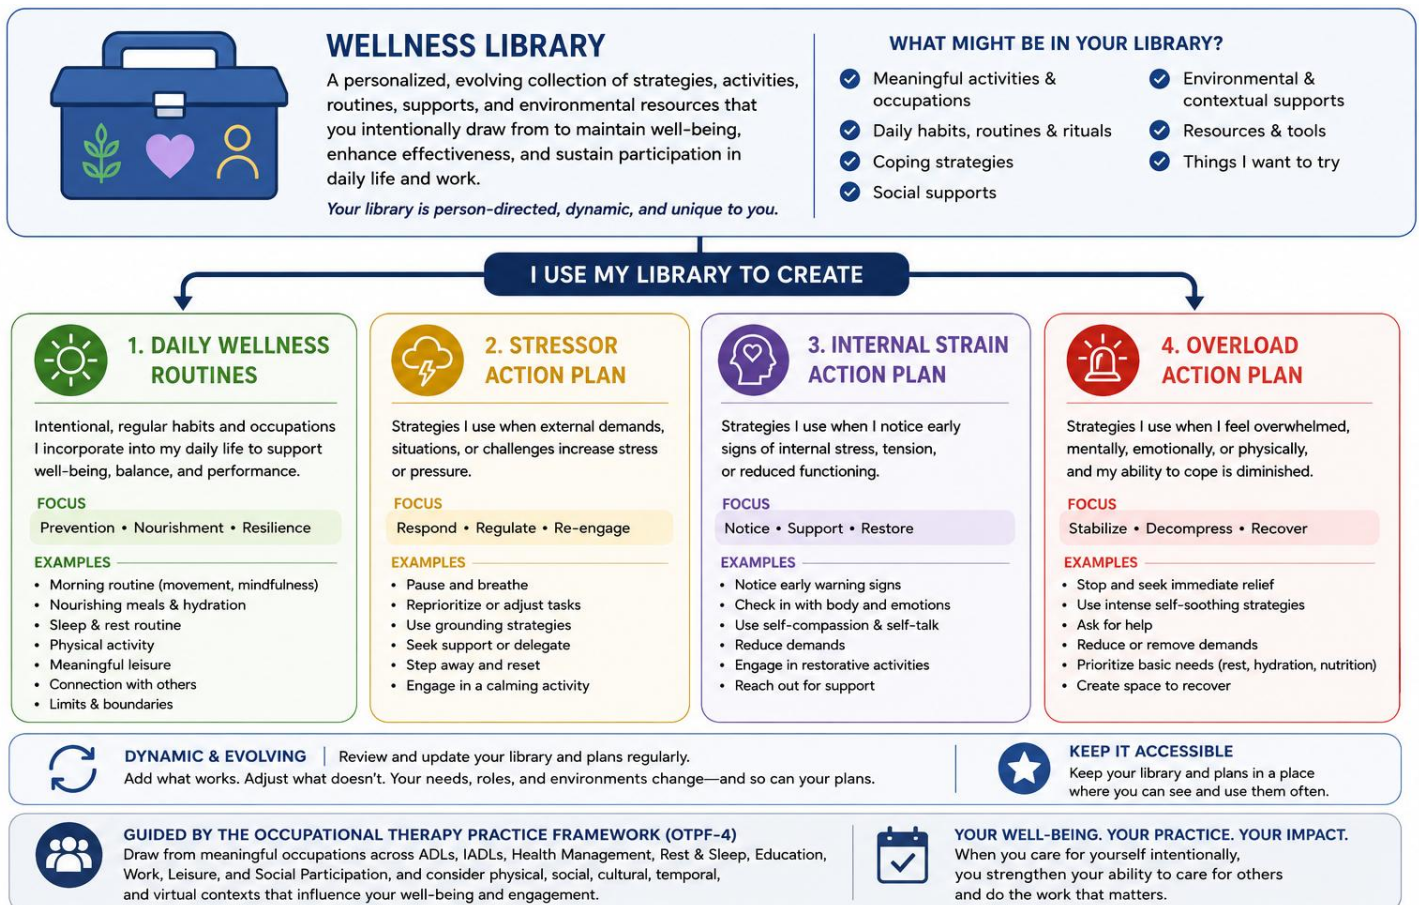 WELLNESS LIBRARY
A personalized, evolving collection of strategies, activities,
routines, supports, and environmental resources that
you intentionally draw from to maintain well-being,
enhance effectiveness, and sustain participation in
daily life and work.
Your library is person-directed, dynamic, and unique to you.
WHAT MIGHT BE IN YOUR LIBRARY?
Meaningful activities &
occupations
Daily habits, routines & rituals
Coping strategies
Social supports
Environmental &
contextual supports
Resources & tools
Things I want to try
I USE MY LIBRARY TO CREATE
1. DAILY WELLNESS
ROUTINES
Intentional, regular habits and occupations
I incorporate into my daily life to support
well-being, balance, and performance.
FOCUS
Prevention • Nourishment • Resilience
EXAMPLES
• Morning routine (movement, mindfulness)
• Nourishing meals & hydration
• Sleep & rest routine
• Physical activity
• Meaningful leisure
• Connection with others
• Limits & boundaries
2. STRESSOR
ACTION PLAN
Strategies I use when external demands,
situations, or challenges increase stress
or pressure.
FOCUS
Respond • Regulate • Re-engage
EXAMPLES
• Pause and breathe
• Reprioritize or adjust tasks
• Use grounding strategies
• Seek support or delegate
• Step away and reset
• Engage in a calming activity
3. INTERNAL STRAIN
ACTION PLAN
Strategies I use when I notice early
signs of internal stress, tension,
or reduced functioning.
FOCUS
Notice • Support • Restore
EXAMPLES
• Notice early warning signs
• Check in with body and emotions
• Use self-compassion & self-talk
• Reduce demands
• Engage in restorative activities
• Reach out for support
4. OVERLOAD
ACTION PLAN
Strategies I use when I feel overwhelmed,
mentally, emotionally, or physically,
and my ability to cope is diminished.
FOCUS
Stabilize • Decompress • Recover
EXAMPLES
• Stop and seek immediate relief
• Use intense self-soothing strategies
• Ask for help
• Reduce or remove demands
• Prioritize basic needs (rest, hydration, nutrition)
• Create space to recover
DYNAMIC & EVOLVING | Review and update your library and plans regularly.
Add what works. Adjust what doesn't. Your needs, roles, and environments change—and so can your plans.
KEEP IT ACCESSIBLE
Keep your library and plans in a place
where you can see and use them often.
GUIDED BY THE OCCUPATIONAL THERAPY PRACTICE FRAMEWORK (OTPF-4)
Draw from meaningful occupations across ADLs, IADLs, Health Management, Rest & Sleep, Education,
Work, Leisure, and Social Participation, and consider physical, social, cultural, temporal,
and virtual contexts that influence your well-being and engagement.
YOUR WELL-BEING. YOUR PRACTICE. YOUR IMPACT.
When you care for yourself intentionally,
you strengthen your ability to care for others
and do the work that matters.